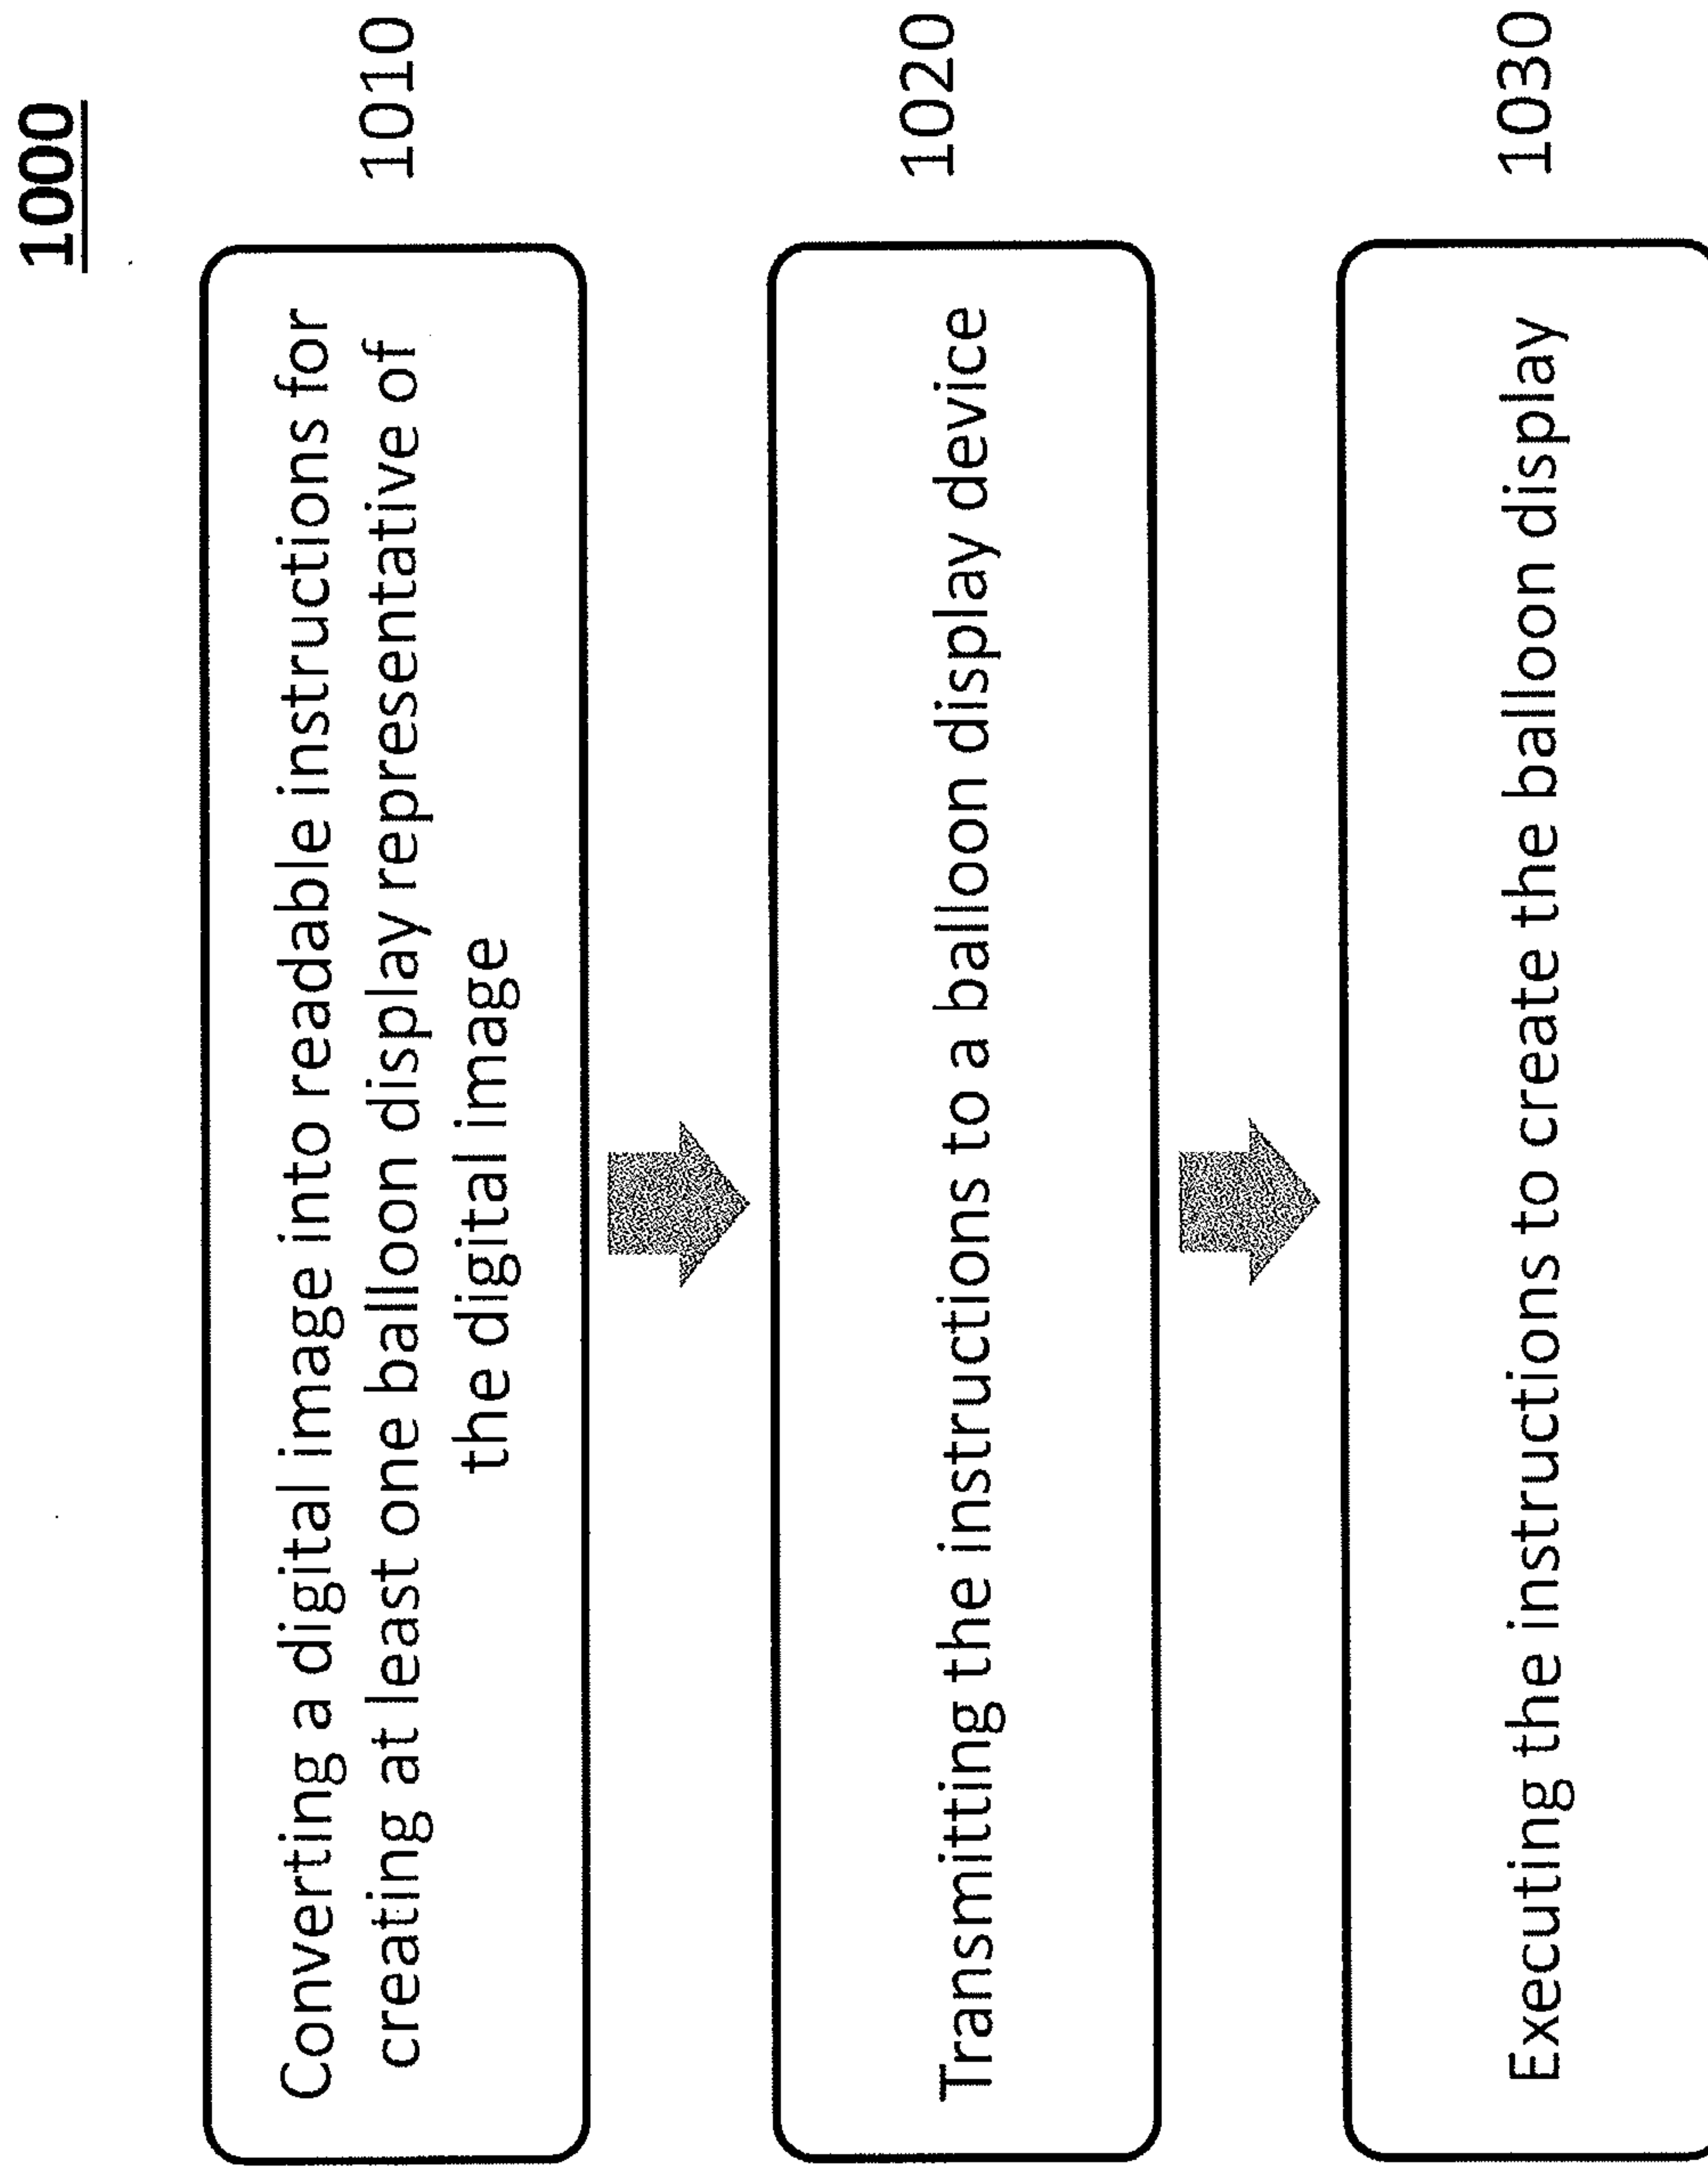 1000
Converting a digital image into readable instructions for
creating at least one balloon display representative of
the digital image
1010
Transmitting the instructions to a balloon display device
1020
Executing the instructions to create the balloon display
1030